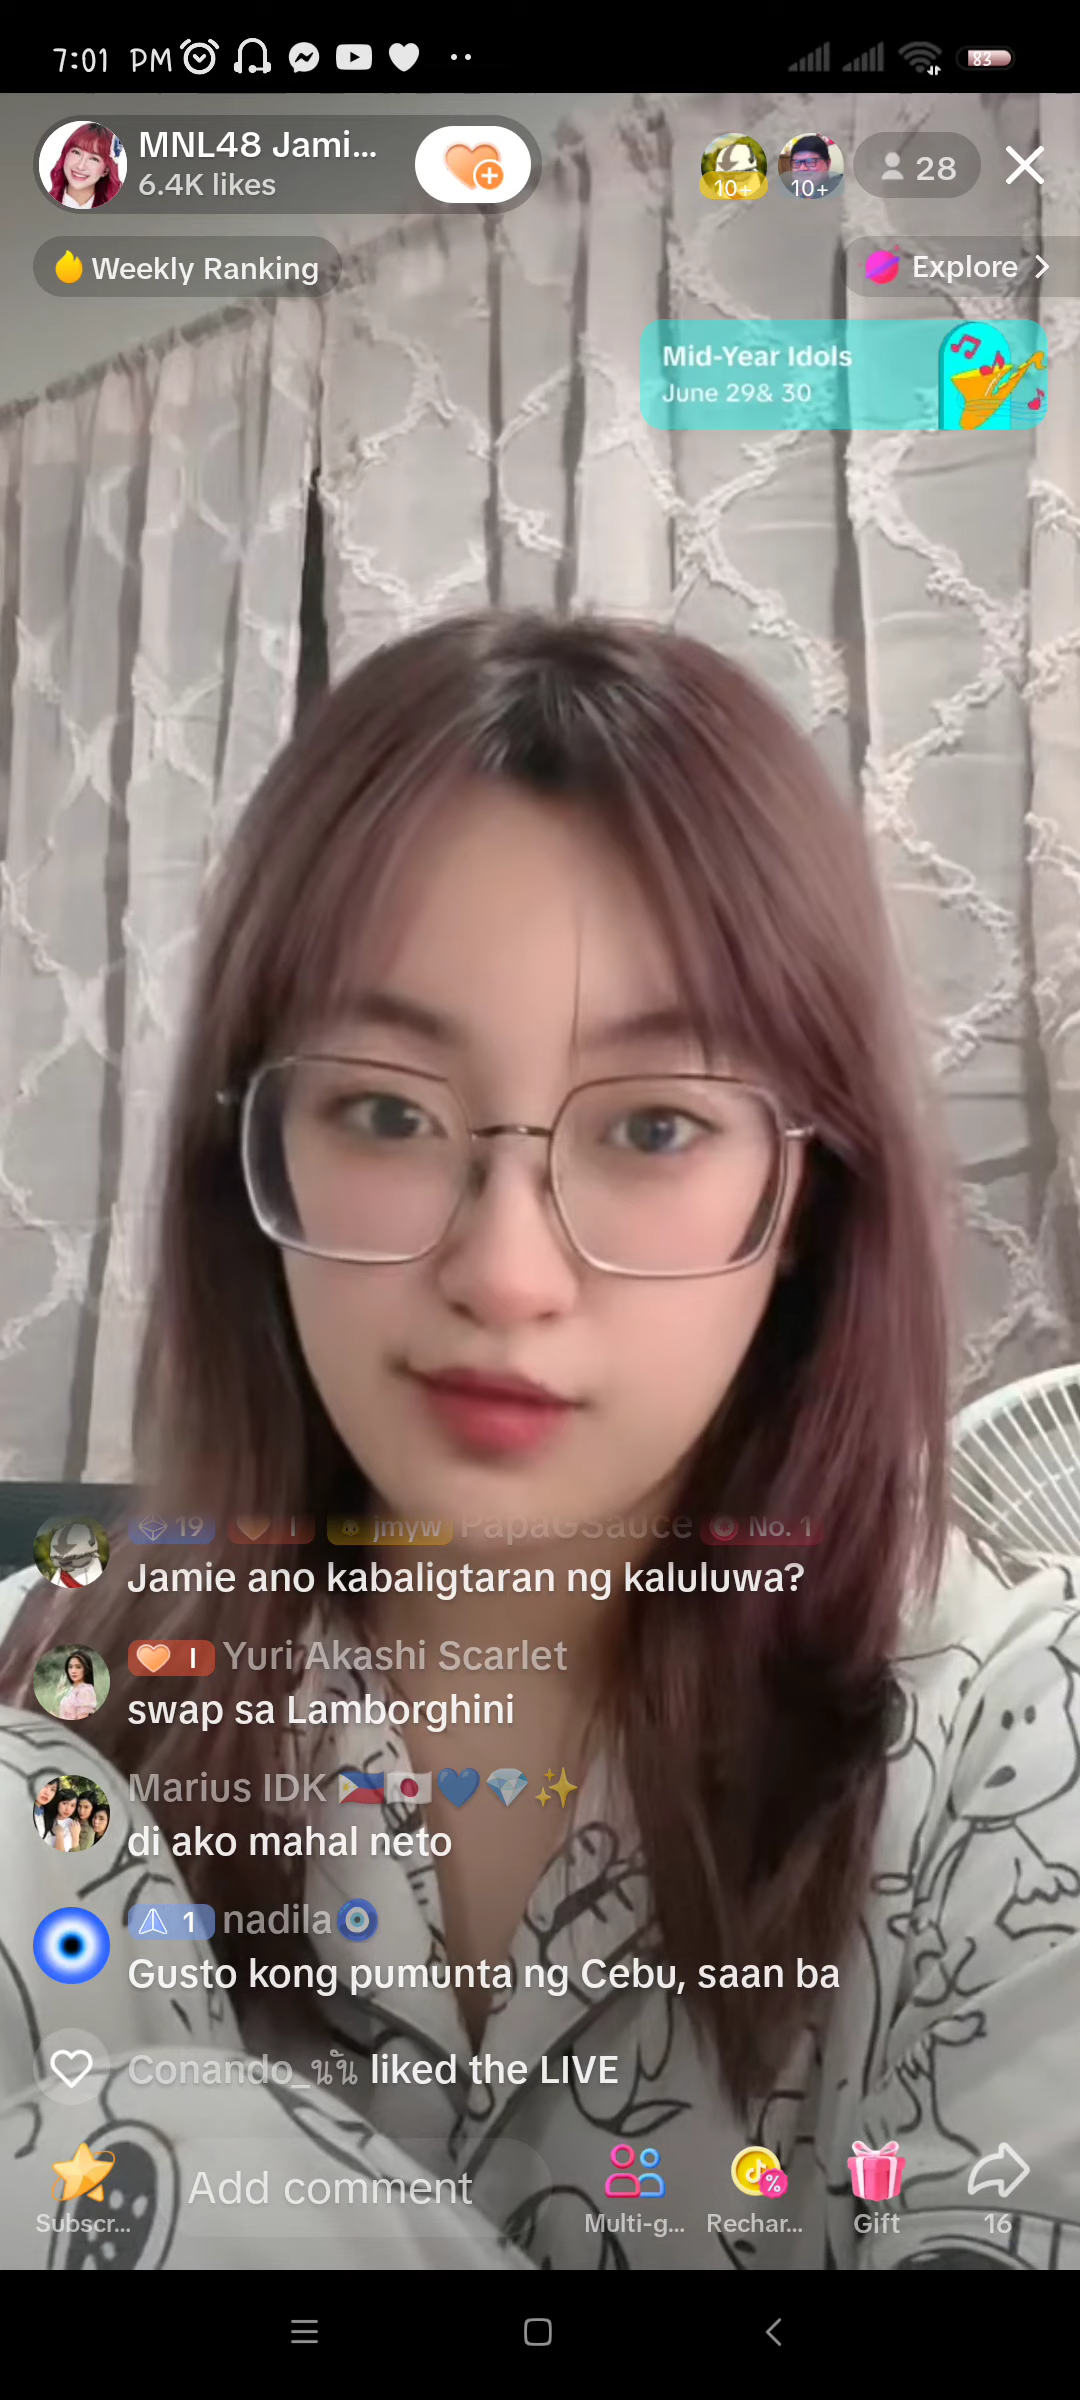 7:01 PM
83
MNL48 Jami...
6.4K likes
10+
10+
28
Weekly Ranking
Explore
Mid-Year Idols
June 29& 30
19 I jmyw PapaGSauce No. 1
Jamie ano kabaligtaran ng kaluluwa?
I Yuri Akashi Scarlet
swap sa Lamborghini
Marius IDK 🇵🇭🇯🇵💙💎✨
di ako mahal neto
1 nadila🧿
Gusto kong pumunta ng Cebu, saan ba
Conando_นัน liked the LIVE
Add comment
Subscr...
Multi-g...
Rechar...
Gift
16